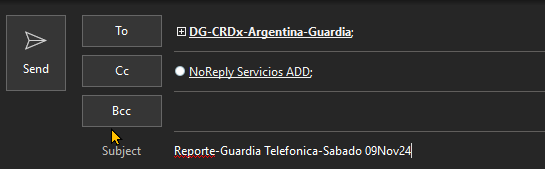 To
DG-CRDx-Argentina-Guardia;
Send
Cc
NoReply Servicios ADD;
Bcc
Subject
Reporte-Guardia Telefonica-Sabado 09Nov24